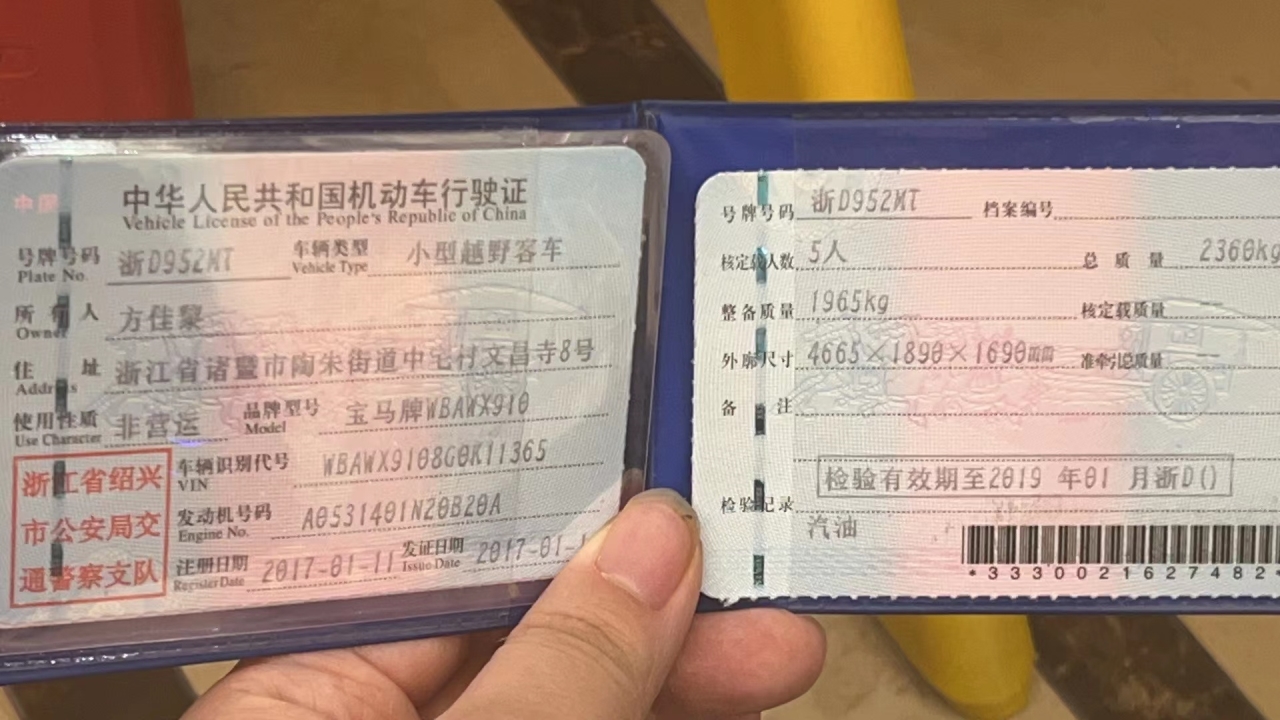 中国
中华人民共和国机动车行驶证
Vehicle License of the People's Republic of China
号牌号码 浙D952MT 车辆类型 小型越野客车
Plate No. Vehicle Type
所有人 方佳黎
Owner
住址 浙江省诸暨市陶朱街道中宅村文昌寺8号
Address
使用性质 非营运 品牌型号 宝马牌WBAWX910
Use Character Model
浙江省绍兴
市公安局交
通警察支队
车辆识别代号 WBAWX9108G0K11365
VIN
发动机号码 A0531401N20B20A
Engine No.
注册日期 2017-01-11 发证日期 2017-01-1
Register Date Issue Date
号牌号码 浙D952MT 档案编号
核定载人数 5人 总质量 2360kg
整备质量 1965kg 核定载质量
外廓尺寸 4665×1890×1690mm 准牵引总质量
备注
检验有效期至2019年01月浙D()
检验记录
汽油
*3330021627482*